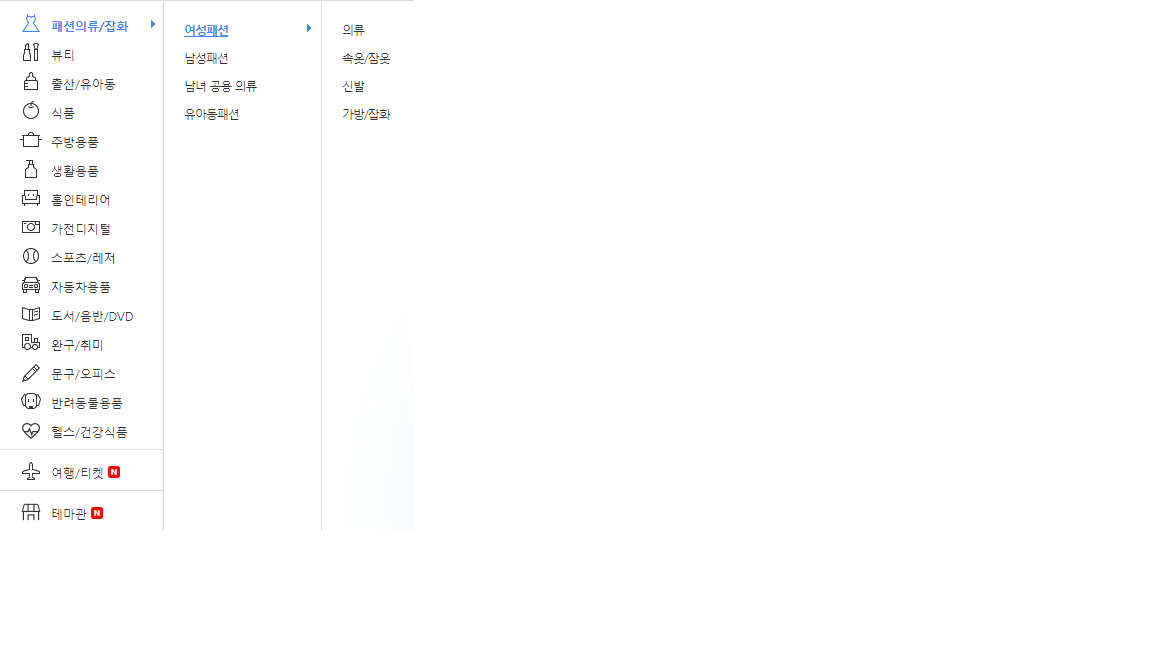 패션의류/잡화
뷰티
출산/유아동
식품
주방용품
생활용품
홈인테리어
가전디지털
스포츠/레저
자동차용품
도서/음반/DVD
완구/취미
문구/오피스
반려동물용품
헬스/건강식품
여행/티켓 N
테마관 N
여성패션
남성패션
남녀 공용 의류
유아동패션
의류
속옷/잠옷
신발
가방/잡화